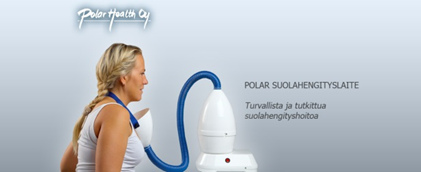 Polar Health Oy
POLAR SUOLAHENGITYSLAITE
Turvallista ja tutkittua
suolahengityshoitoa